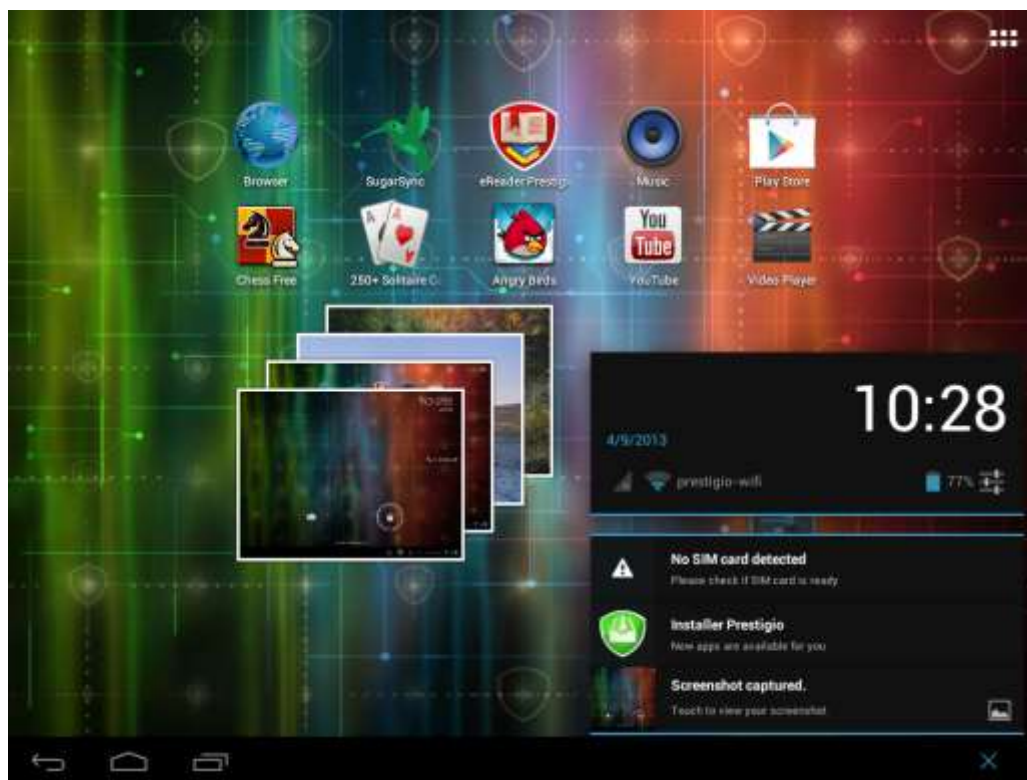 Browser
SugarSync
eReader Prestigi
Music
Play Store
A A
You
Tube
Chess Free
250+ Solitaire C
Angry Birds
YouTube
Video Player
10:28
4/9/2013
prestigio-wifi
77%
No SIM card detected
Please check if SIM card is ready
Installer Prestigio
New apps are available for you
Screenshot captured.
Touch to view your screenshot